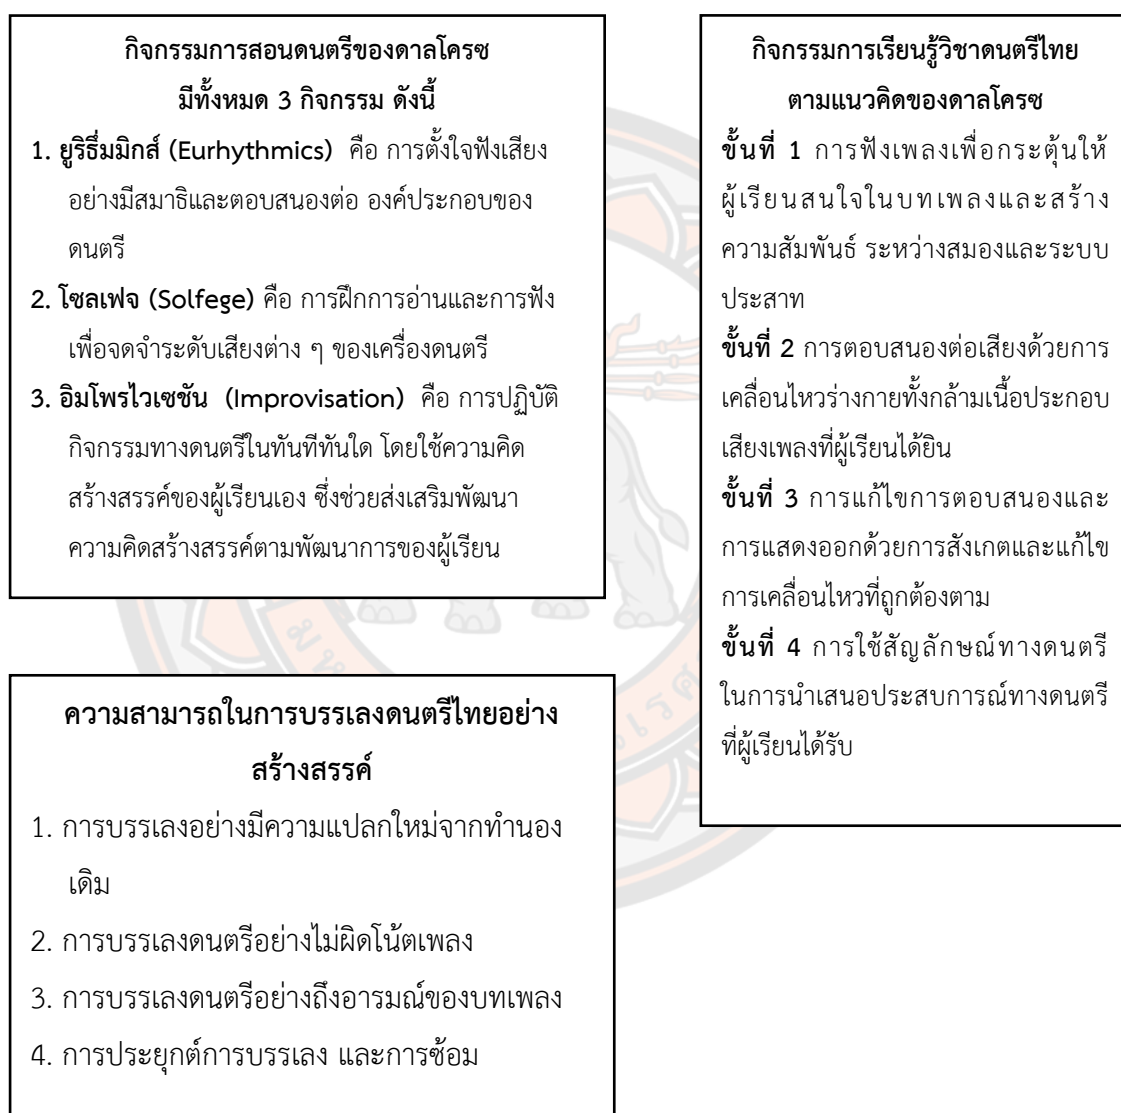 กิจกรรมการสอนดนตรีของดาลโครซ
มีทั้งหมด 3 กิจกรรม ดังนี้
1. ยูริธึ่มมิกส์ (Eurhythmics) คือ การตั้งใจฟังเสียง
อย่างมีสมาธิและตอบสนองต่อ องค์ประกอบของ
ดนตรี
2. โซลเฟจ (Solfege) คือ การฝึกการอ่านและการฟัง
เพื่อจดจำระดับเสียงต่าง ๆ ของเครื่องดนตรี
3. อิมโพรไวเซชัน (Improvisation) คือ การปฏิบัติ
กิจกรรมทางดนตรีในทันทีทันใด โดยใช้ความคิด
สร้างสรรค์ของผู้เรียนเอง ซึ่งช่วยส่งเสริมพัฒนา
ความคิดสร้างสรรค์ตามพัฒนาการของผู้เรียน
กิจกรรมการเรียนรู้วิชาดนตรีไทย
ตามแนวคิดของดาลโครซ
ขั้นที่ 1 การฟังเพลงเพื่อกระตุ้นให้
ผู้เรียนสนใจในบทเพลงและสร้าง
ความสัมพันธ์ ระหว่างสมองและระบบ
ประสาท
ขั้นที่ 2 การตอบสนองต่อเสียงด้วยการ
เคลื่อนไหวร่างกายทั้งกล้ามเนื้อประกอบ
เสียงเพลงที่ผู้เรียนได้ยิน
ขั้นที่ 3 การแก้ไขการตอบสนองและ
การแสดงออกด้วยการสังเกตและแก้ไข
การเคลื่อนไหวที่ถูกต้องตาม
ขั้นที่ 4 การใช้สัญลักษณ์ทางดนตรี
ในการนำเสนอประสบการณ์ทางดนตรี
ที่ผู้เรียนได้รับ
ความสามารถในการบรรเลงดนตรีไทยอย่าง
สร้างสรรค์
1. การบรรเลงอย่างมีความแปลกใหม่จากทำนอง
เดิม
2. การบรรเลงดนตรีอย่างไม่ผิดโน้ตเพลง
3. การบรรเลงดนตรีอย่างถึงอารมณ์ของบทเพลง
4. การประยุกต์การบรรเลง และการซ้อม